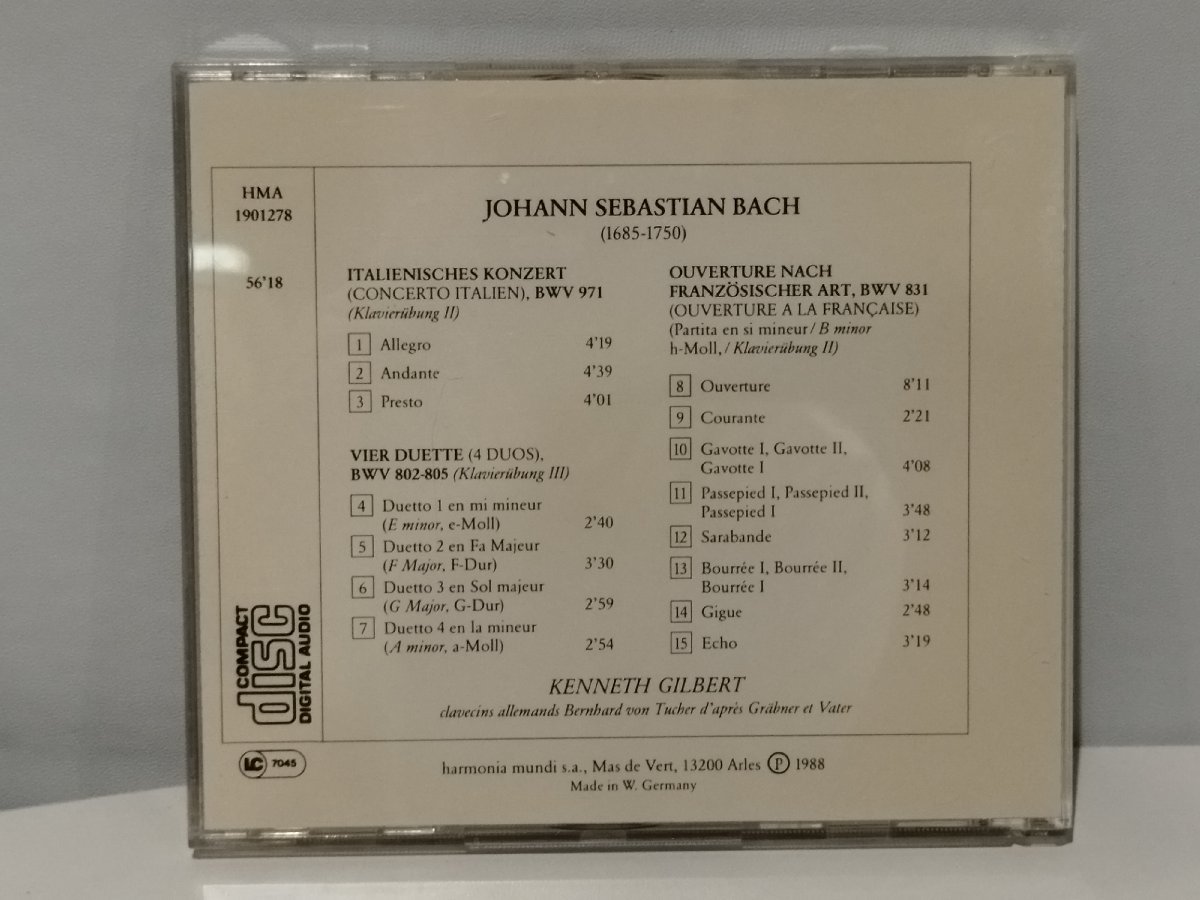 HMA
1901278
56'18
JOHANN SEBASTIAN BACH
(1685-1750)
ITALIENISCHES KONZERT
(CONCERTO ITALIEN), BWV 971
(Klavierübung II)
1 Allegro 4'19
2 Andante 4'39
3 Presto 4'01
VIER DUETTE (4 DUOS),
BWV 802-805 (Klavierübung III)
4 Duetto 1 en mi mineur
(E minor, e-Moll) 2'40
5 Duetto 2 en Fa Majeur
(F Major, F-Dur) 3'30
6 Duetto 3 en Sol majeur
(G Major, G-Dur) 2'59
7 Duetto 4 en la mineur
(A minor, a-Moll) 2'54
OUVERTURE NACH
FRANZÖSISCHER ART, BWV 831
(OUVERTURE A LA FRANÇAISE)
(Partita en si mineur / B minor
h-Moll, / Klavierübung II)
8 Ouverture 8'11
9 Courante 2'21
10 Gavotte I, Gavotte II,
Gavotte I 4'08
11 Passepied I, Passepied II,
Passepied I 3'48
12 Sarabande 3'12
13 Bourrée I, Bourrée II,
Bourrée I 3'14
14 Gigue 2'48
15 Echo 3'19
KENNETH GILBERT
clavecins allemands Bernhard von Tucher d'après Gräbner et Vater
COMPACT
disc
DIGITAL AUDIO
LC 7045
harmonia mundi s.a., Mas de Vert, 13200 Arles Ⓟ 1988
Made in W. Germany